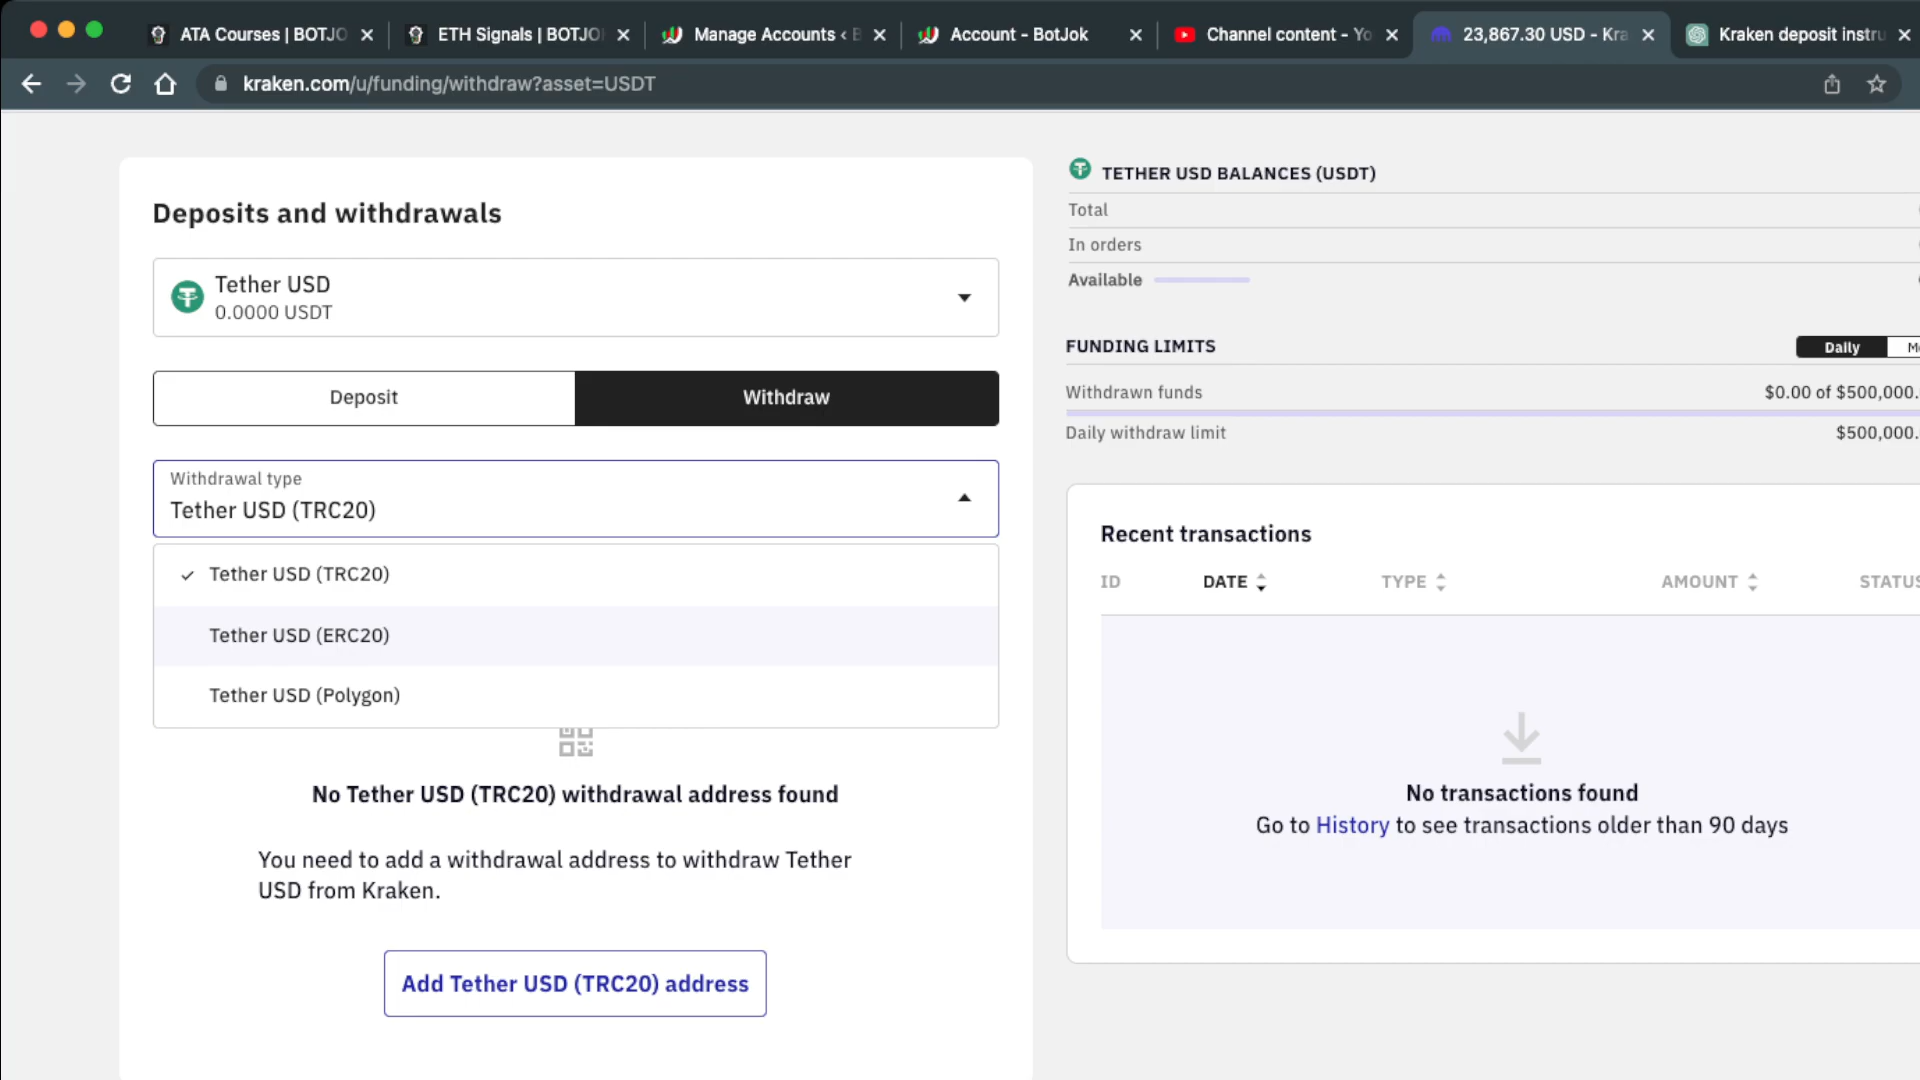 ATA Courses | BOTJO
ETH Signals | BOTJO
Manage Accounts ‹ B
Account - BotJok
Channel content - Yo
23,867.30 USD - Kra
Kraken deposit instru
kraken.com/u/funding/withdraw?asset=USDT
Deposits and withdrawals
Tether USD
0.0000 USDT
Deposit
Withdraw
Withdrawal type
Tether USD (TRC20)
Tether USD (TRC20)
Tether USD (ERC20)
Tether USD (Polygon)
No Tether USD (TRC20) withdrawal address found
You need to add a withdrawal address to withdraw Tether
USD from Kraken.
Add Tether USD (TRC20) address
TETHER USD BALANCES (USDT)
Total
In orders
Available
FUNDING LIMITS
Daily
Withdrawn funds
$0.00 of $500,000.
Daily withdraw limit
$500,000.
Recent transactions
ID
DATE
TYPE
AMOUNT
STATUS
No transactions found
Go to History to see transactions older than 90 days